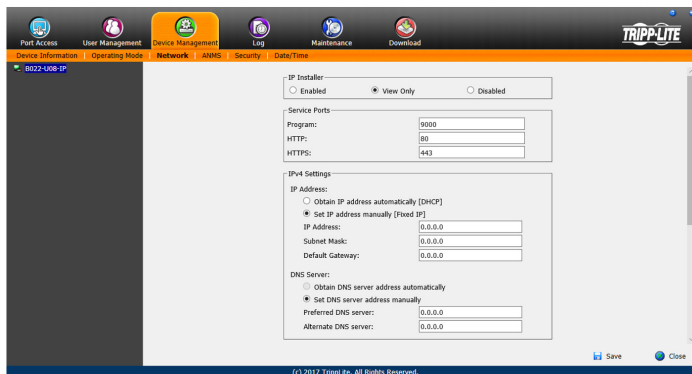 TRIPP·LITE
Port Access User Management Device Management Log Maintenance Download
Device Information Operating Mode Network ANMS Security Date/Time
B022-U08-IP
IP Installer
Enabled View Only Disabled
Service Ports
Program: 9000
HTTP: 80
HTTPS: 443
IPv4 Settings
IP Address:
Obtain IP address automatically [DHCP]
Set IP address manually [Fixed IP]
IP Address: 0.0.0.0
Subnet Mask: 0.0.0.0
Default Gateway: 0.0.0.0
DNS Server:
Obtain DNS server address automatically
Set DNS server address manually
Preferred DNS server: 0.0.0.0
Alternate DNS server: 0.0.0.0
Save Close
(c) 2017 TrippLite. All Rights Reserved.